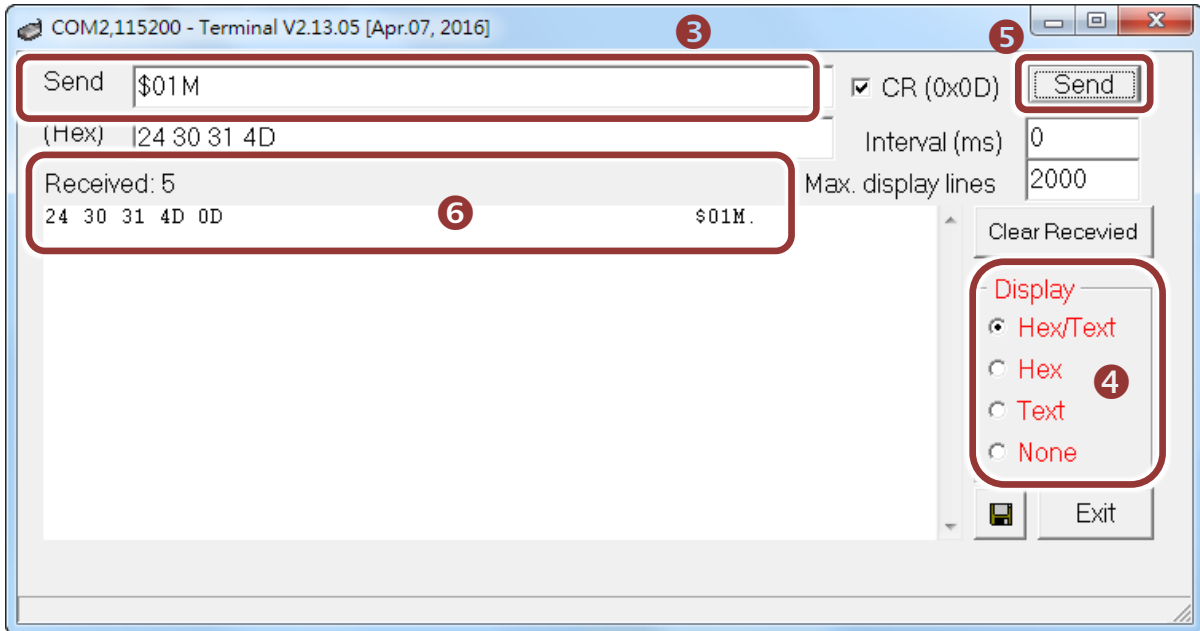 COM2,115200 - Terminal V2.13.05 [Apr.07, 2016]
3
5
Send $01M CR (0x0D) Send
(Hex) 24 30 31 4D Interval (ms) 0
Received: 5 Max. display lines 2000
24 30 31 4D 0D $01M.
6
Clear Recevied
Display
Hex/Text
Hex
4
Text
None
Exit